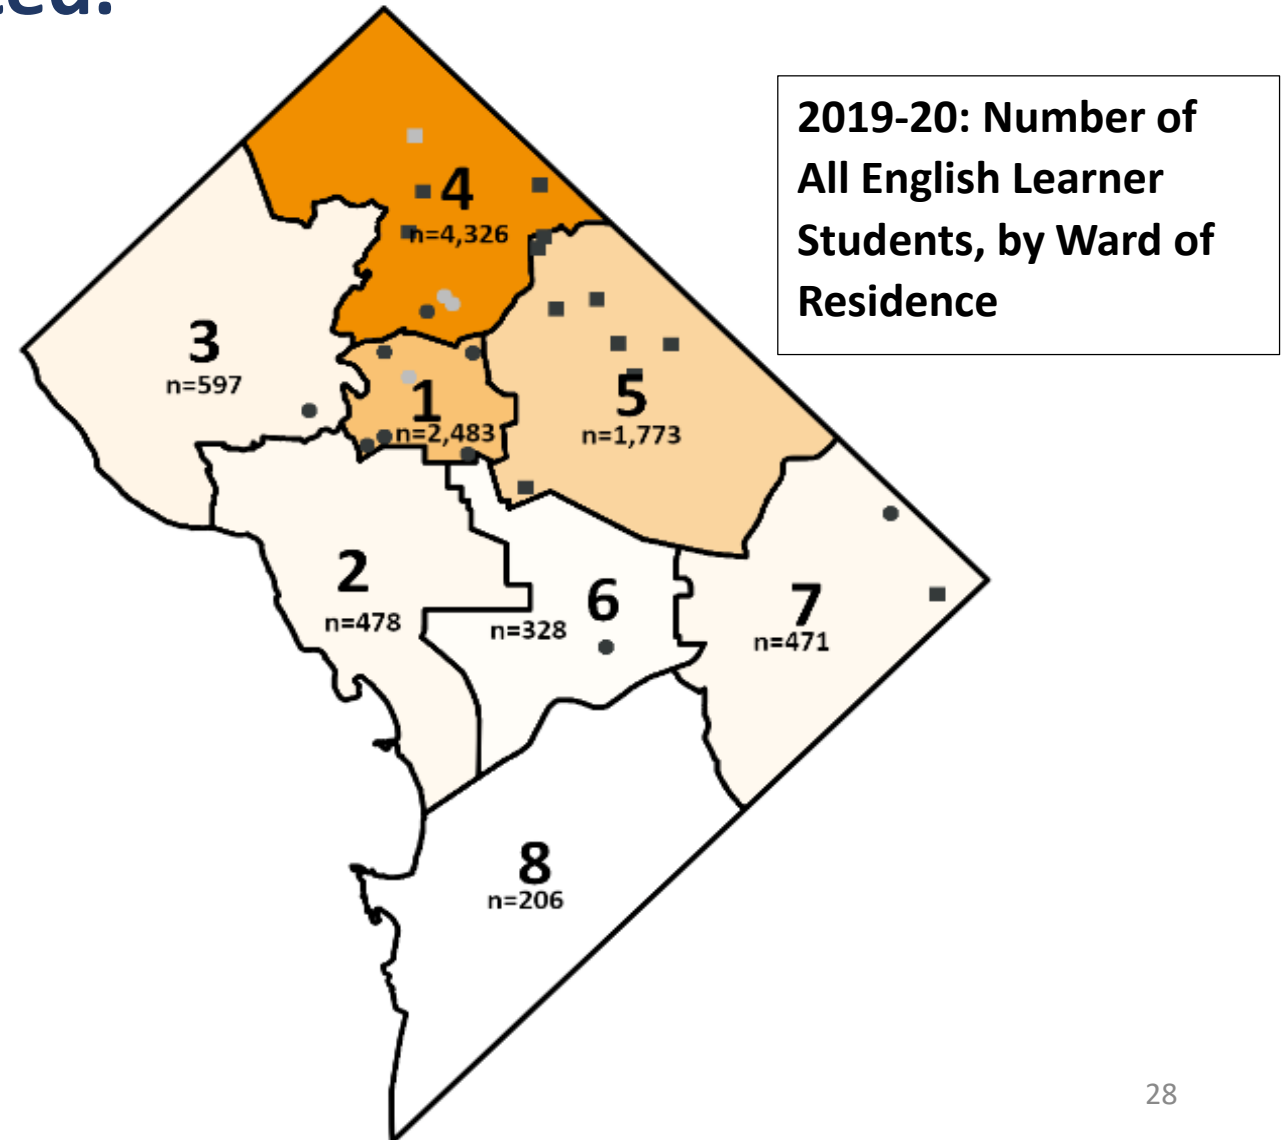 2019-20: Number of
All English Learner
Students, by Ward of
Residence
4
n=4,326
3
n=597
1
n=2,483
5
n=1,773
2
n=478
6
n=328
7
n=471
8
n=206
28